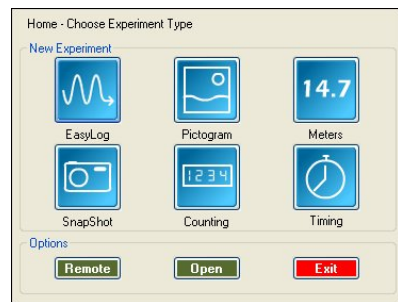 Home - Choose Experiment Type
New Experiment
14.7
EasyLog Pictogram Meters
1234
SnapShot Counting Timing
Options
Remote Open Exit